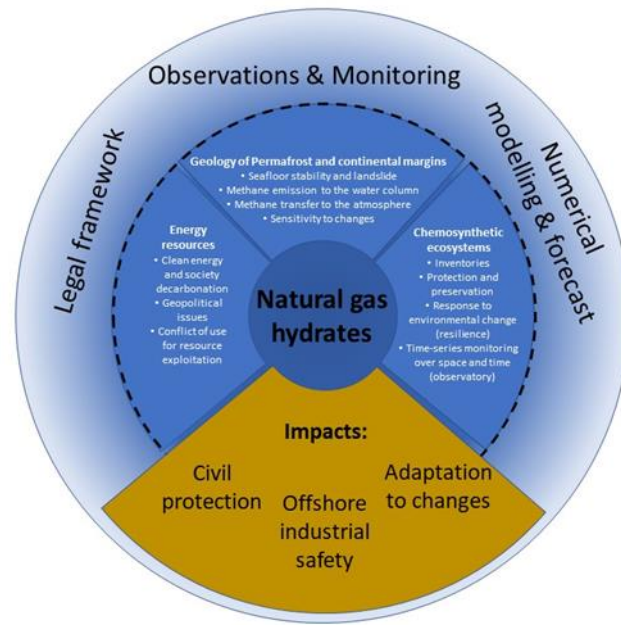 Observations & Monitoring
Legal framework
Numerical
modelling & forecast
Geology of Permafrost and continental margins
• Seafloor stability and landslide
• Methane emission to the water column
• Methane transfer to the atmosphere
• Sensitivity to changes
Energy
resources
• Clean energy
and society
decarbonation
• Geopolitical
issues
• Conflict of use
for resource
exploitation
Natural gas
hydrates
Chemosynthetic
ecosystems
• Inventories
• Protection and
preservation
• Response to
environmental change
(resilience)
• Time-series monitoring
over space and time
(observatory)
Impacts:
Civil
protection
Offshore
industrial
safety
Adaptation
to changes